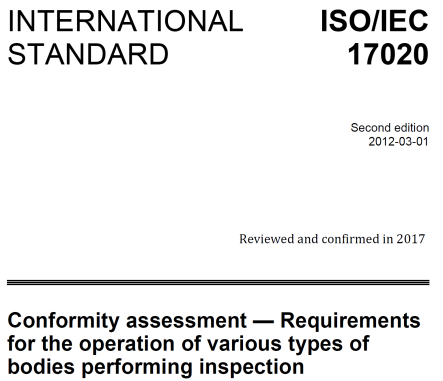 INTERNATIONAL STANDARD
ISO/IEC 17020
Second edition
2012-03-01
Reviewed and confirmed in 2017
Conformity assessment — Requirements
for the operation of various types of
bodies performing inspection